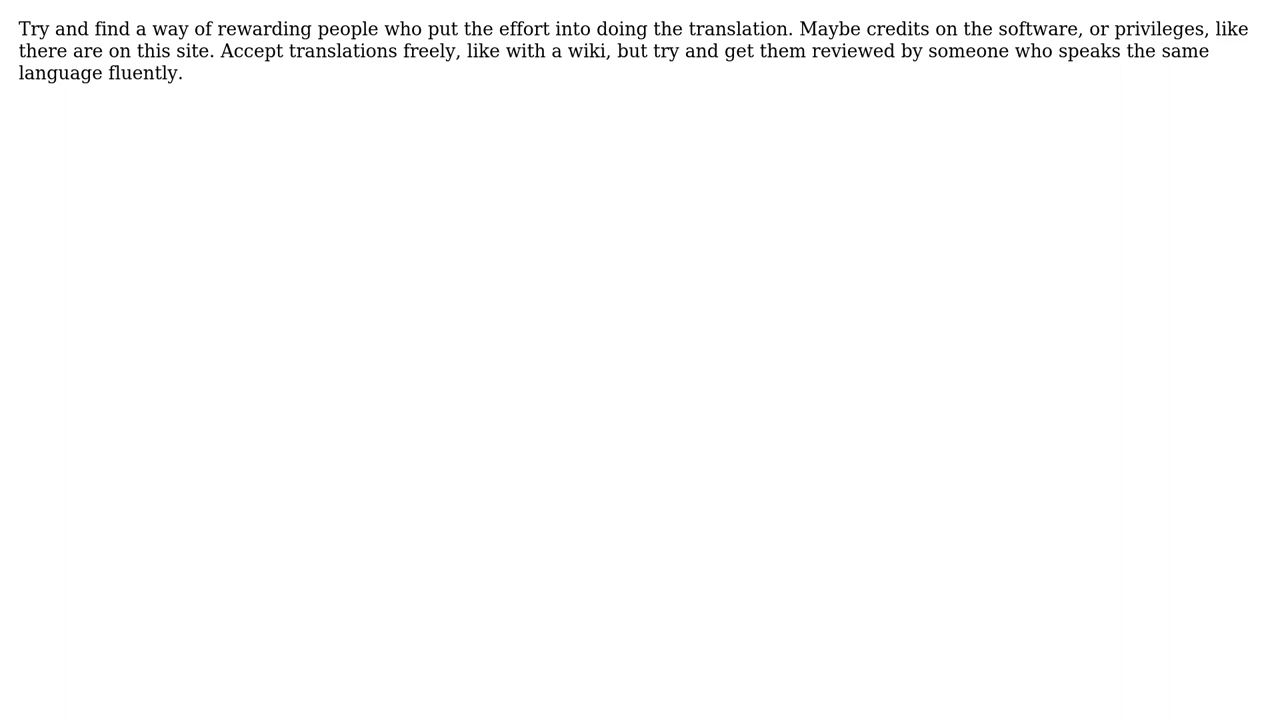 Try and find a way of rewarding people who put the effort into doing the translation. Maybe credits on the software, or privileges, like
there are on this site. Accept translations freely, like with a wiki, but try and get them reviewed by someone who speaks the same
language fluently.